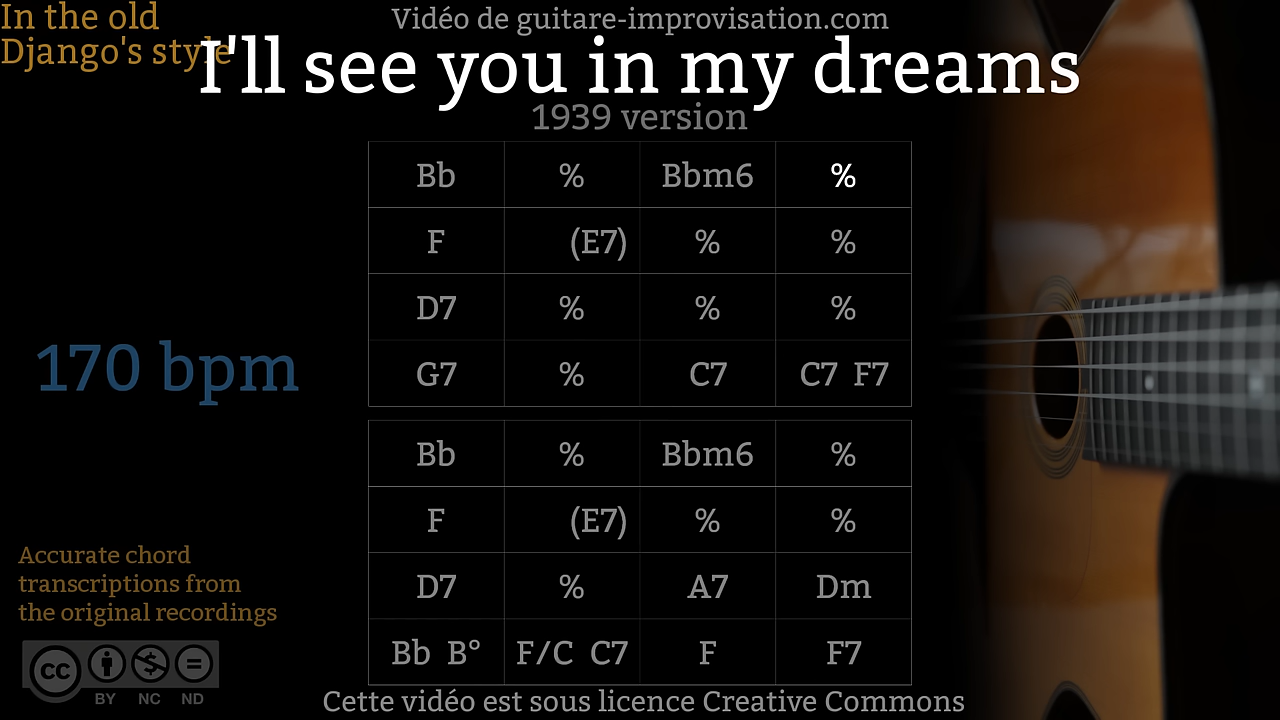 In the old
Django's style
Vidéo de guitare-improvisation.com
I'll see you in my dreams
1939 version
Bb % Bbm6 %
F (E7) % %
D7 % % %
G7 % C7 C7 F7
170 bpm
Bb % Bbm6 %
F (E7) % %
D7 % A7 Dm
Bb B° F/C C7 F F7
Accurate chord
transcriptions from
the original recordings
cc
BY NC ND
Cette vidéo est sous licence Creative Commons